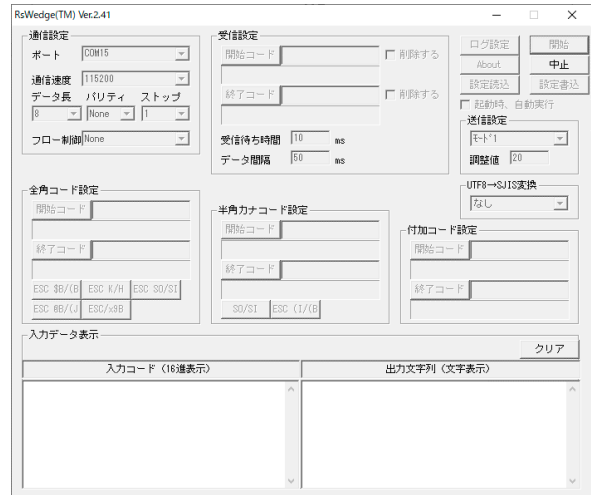 RsWedge(TM) Ver.2.41
通信設定
ポート COM15
通信速度 115200
データ長 パリティ ストップ
8 None 1
フロー制御 None
受信設定
開始コード 削除する
終了コード 削除する
受信待ち時間 10 ms
データ間隔 50 ms
ログ設定 開始
About 中止
設定読込 設定書込
起動時、自動実行
送信設定
ﾓｰﾄﾞ1
調整値 20
UTF8→SJIS変換
なし
全角コード設定
開始コード
終了コード
ESC $B/(B ESC K/H ESC SO/SI
ESC @B/(J ESC/x@B
半角カナコード設定
開始コード
終了コード
SO/SI ESC (I/(B
付加コード設定
開始コード
終了コード
入力データ表示
クリア
入力コード（16進表示） 出力文字列（文字表示）